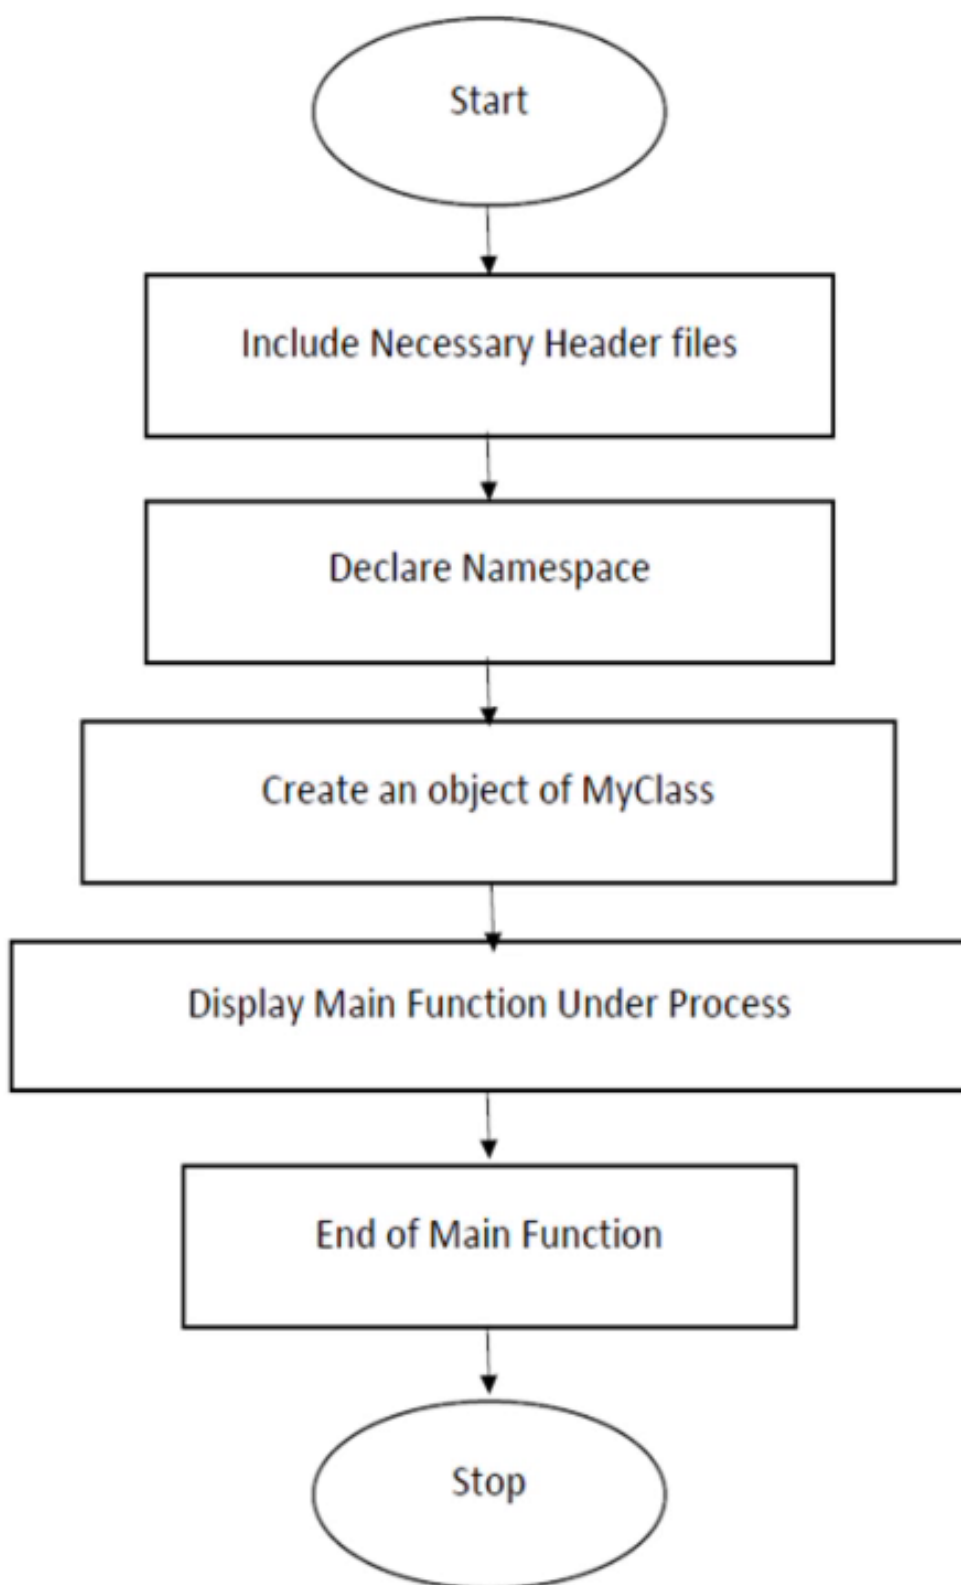 Start
Include Necessary Header files
Declare Namespace
Create an object of MyClass
Display Main Function Under Process
End of Main Function
Stop